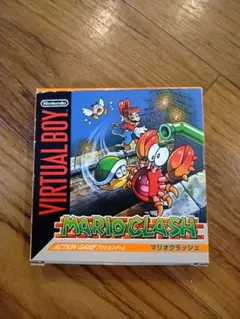 Nintendo
VIRTUAL BOY
MARIO CLASH
ACTION GAME アクションゲーム
マリオクラッシュ